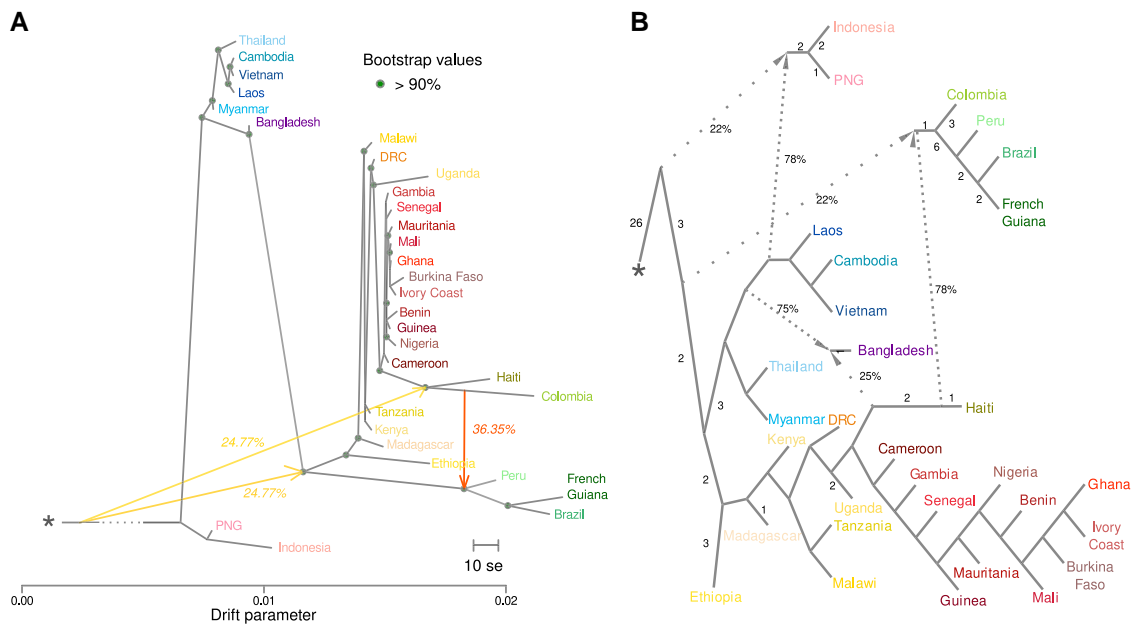 A
Thailand
Cambodia
Vietnam
Laos
Myanmar
Bangladesh
Bootstrap values
> 90%
Malawi
DRC
Uganda
Gambia
Senegal
Mauritania
Mali
Ghana
Burkina Faso
Ivory Coast
Benin
Guinea
Nigeria
Cameroon
Haiti
Colombia
Tanzania
Kenya
Madagascar
Ethiopia
36.35%
24.77%
24.77%
Peru
French
Guiana
Brazil
*
PNG
Indonesia
10 se
0.00
0.01
0.02
Drift parameter
B
Indonesia
2
2
1
PNG
22%
78%
Colombia
1
3
Peru
6
Brazil
2
2
French
Guiana
22%
26
3
*
Laos
Cambodia
Vietnam
78%
75%
1
Bangladesh
25%
2
Thailand
3
Myanmar
DRC
2
1
Haiti
Kenya
Cameroon
2
2
Gambia
Nigeria
Ghana
Uganda
Senegal
Benin
Tanzania
1
Madagascar
Ivory
Coast
3
Mauritania
Burkina
Faso
Malawi
Ethiopia
Guinea
Mali